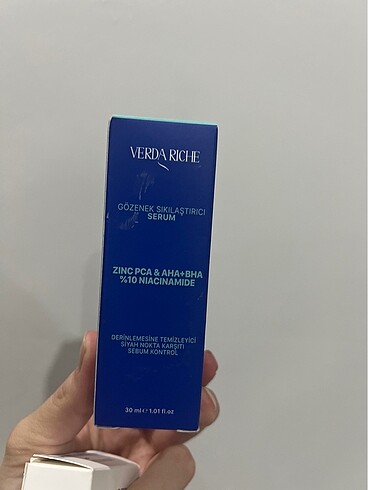 VERDA RICHE
GÖZENEK SIKILAŞTIRICI
SERUM
ZINC PCA & AHA+BHA
%10 NIACINAMIDE
DERİNLEMESİNE TEMİZLEYİCİ
SİYAH NOKTA KARŞITI
SEBUM KONTROL
30 ml e 1.01 fl.oz